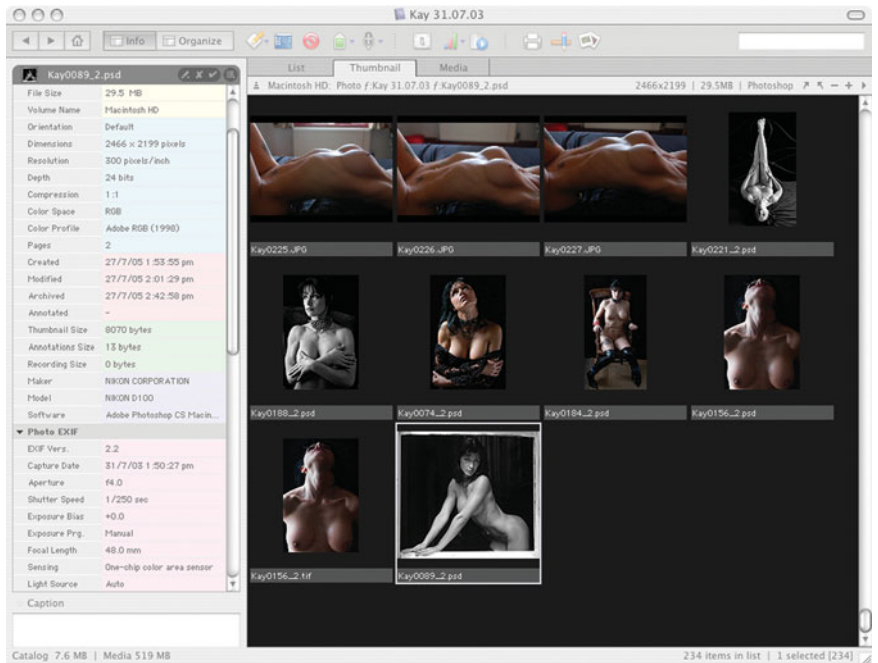 Kay 31.07.03
Info
Organize
List
Thumbnail
Media
Kay0089_2.psd
Macintosh HD: Photo ƒ:Kay 31.07.03 ƒ:Kay0089_2.psd
2466x2199 | 29.5MB | Photoshop
File Size 29.5 MB
Volume Name Macintosh HD
Orientation Default
Dimensions 2466 x 2199 pixels
Resolution 300 pixels/inch
Depth 24 bits
Compression 1:1
Color Space RGB
Color Profile Adobe RGB (1998)
Pages 2
Created 27/7/05 1:53:55 pm
Modified 27/7/05 2:01:29 pm
Archived 27/7/05 2:42:58 pm
Annotated -
Thumbnail Size 8070 bytes
Annotations Size 13 bytes
Recording Size 0 bytes
Maker NIKON CORPORATION
Model NIKON D100
Software Adobe Photoshop CS Macin...
Photo EXIF
EXIF Vers. 2.2
Capture Date 31/7/03 1:50:27 pm
Aperture f4.0
Shutter Speed 1/250 sec
Exposure Bias +0.0
Exposure Prg. Manual
Focal Length 48.0 mm
Sensing One-chip color area sensor
Light Source Auto
Caption
Kay0225.JPG
Kay0226.JPG
Kay0227.JPG
Kay0221_2.psd
Kay0188_2.psd
Kay0074_2.psd
Kay0184_2.psd
Kay0156_2.psd
Kay0156_2.tif
Kay0089_2.psd
Catalog 7.6 MB | Media 519 MB
234 items in list | 1 selected [234]